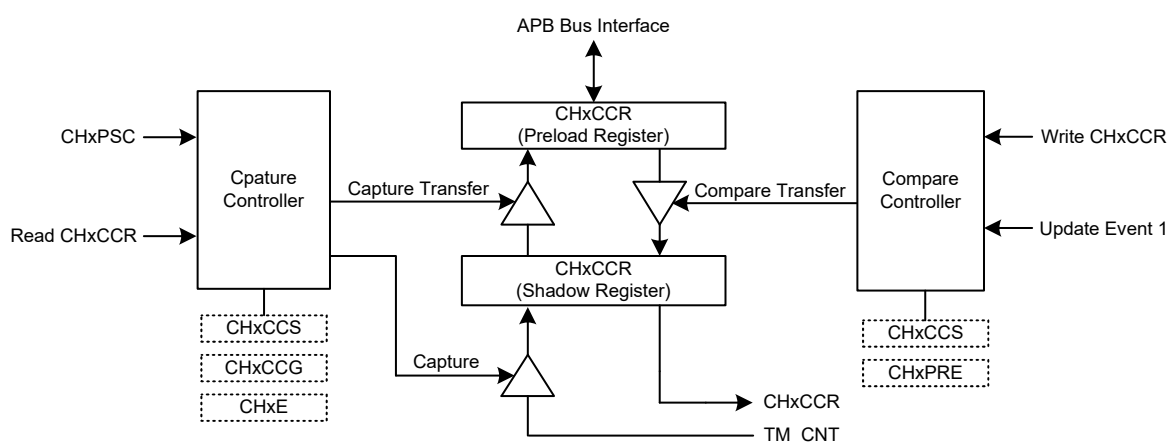 APB Bus Interface
CHxCCR
(Preload Register)
CHxPSC
Write CHxCCR
Cpature
Controller
Capture Transfer
Compare Transfer
Compare
Controller
Read CHxCCR
Update Event 1
CHxCCR
(Shadow Register)
CHxCCS
CHxCCG
CHxE
Capture
CHxCCS
CHxPRE
CHxCCR
TM_CNT